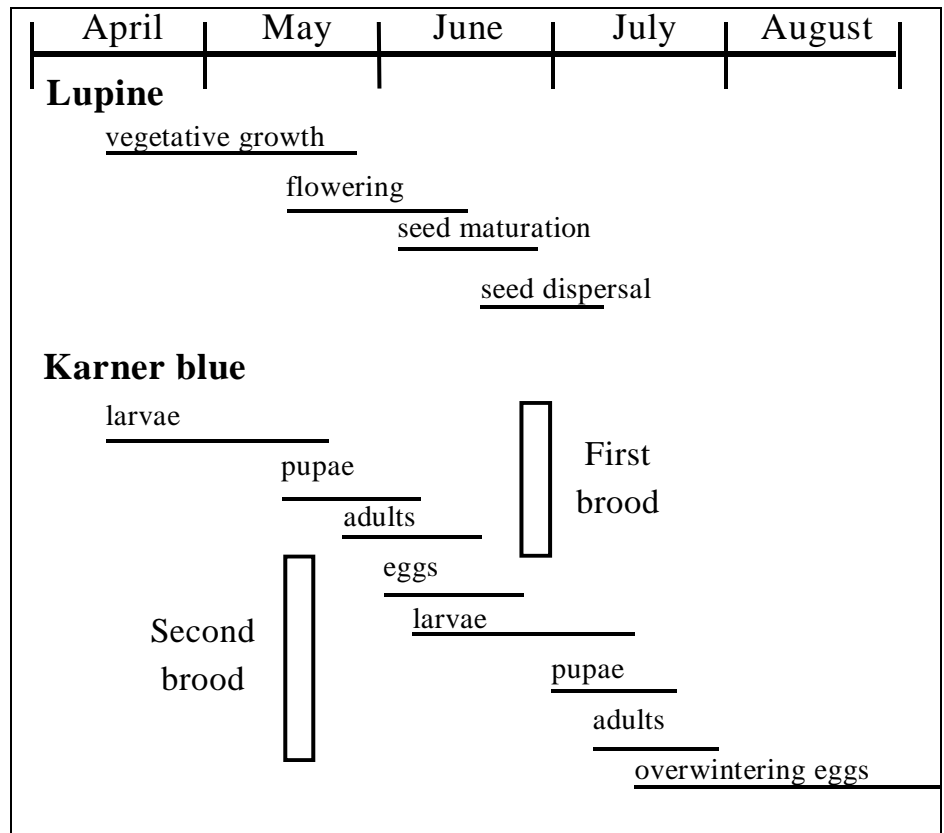 April May June July August
Lupine
vegetative growth
flowering
seed maturation
seed dispersal
Karner blue
larvae
pupae
adults
First
brood
eggs
larvae
Second
brood
pupae
adults
overwintering eggs